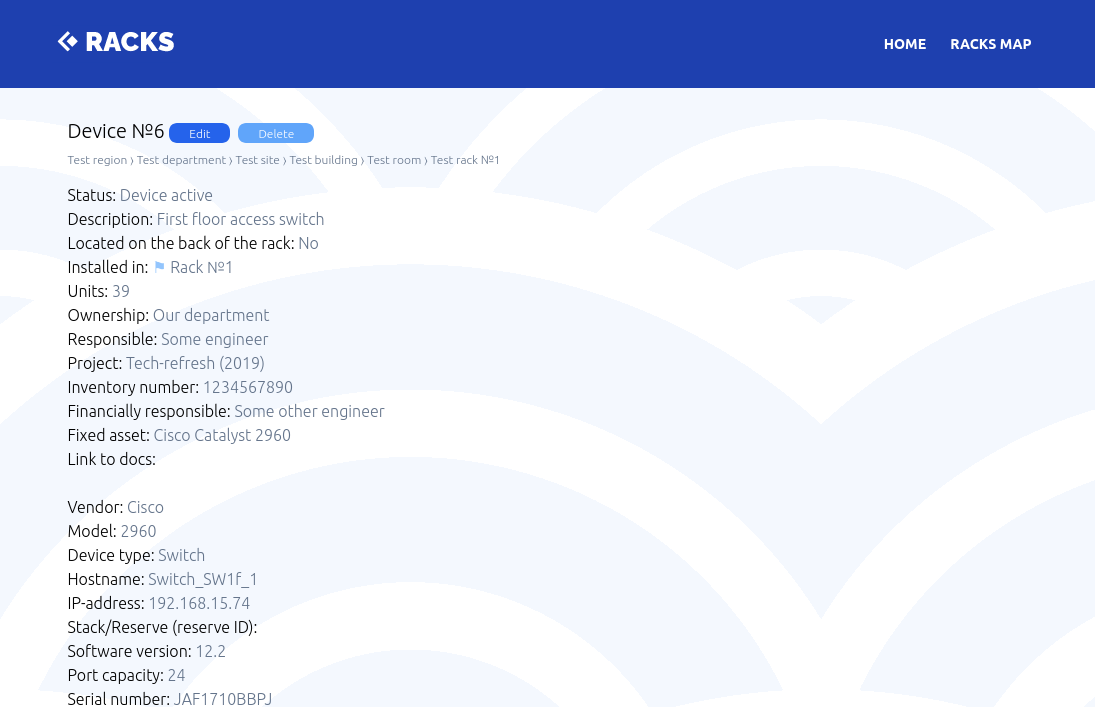 RACKS
HOME RACKS MAP
Device №6 Edit Delete
Test region › Test department › Test site › Test building › Test room › Test rack №1
Status: Device active
Description: First floor access switch
Located on the back of the rack: No
Installed in: Rack №1
Units: 39
Ownership: Our department
Responsible: Some engineer
Project: Tech-refresh (2019)
Inventory number: 1234567890
Financially responsible: Some other engineer
Fixed asset: Cisco Catalyst 2960
Link to docs:
Vendor: Cisco
Model: 2960
Device type: Switch
Hostname: Switch_SW1f_1
IP-address: 192.168.15.74
Stack/Reserve (reserve ID):
Software version: 12.2
Port capacity: 24
Serial number: JAF1710BBPJ